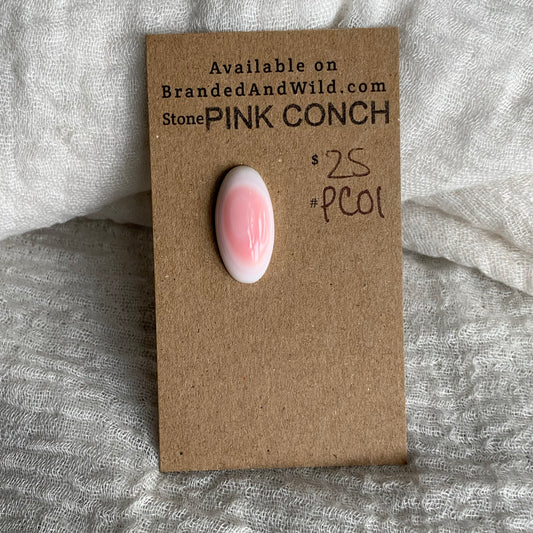 Available on
BrandedAndWild.com
Stone PINK CONCH
$ 25
# PC01